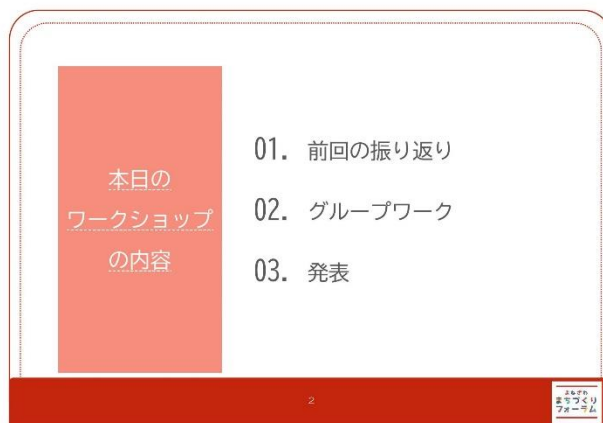 本日の
ワークショップ
の内容
01. 前回の振り返り
02. グループワーク
03. 発表
2
まちづくり
フォーラム